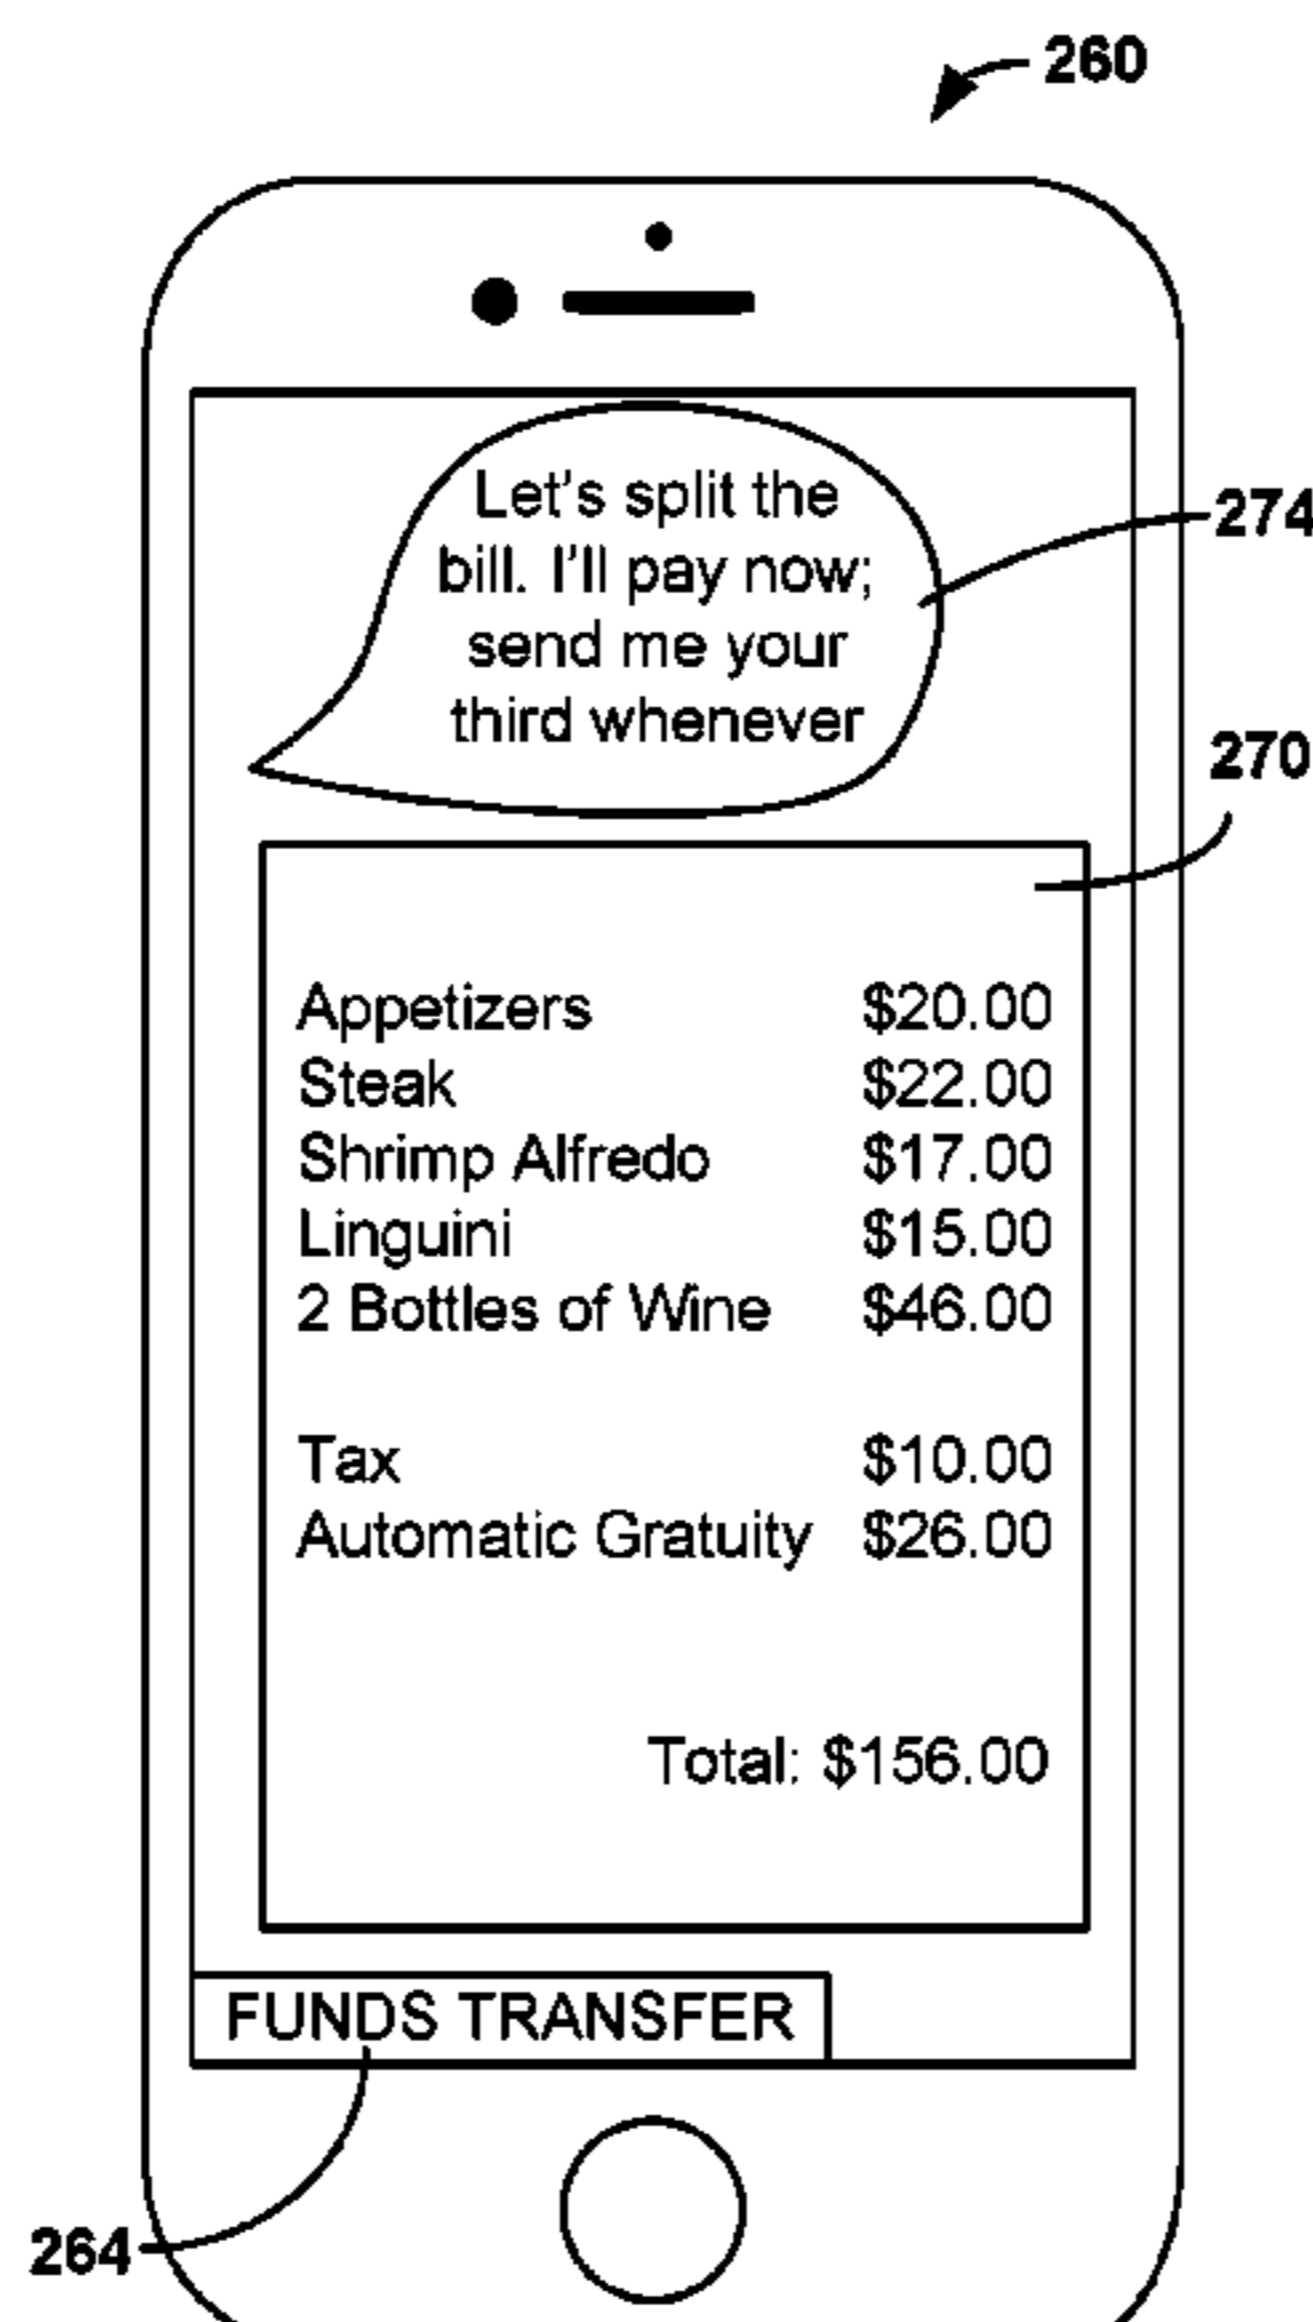 260
Let's split the
bill. I'll pay now;
send me your
third whenever
274
270
Appetizers $20.00
Steak $22.00
Shrimp Alfredo $17.00
Linguini $15.00
2 Bottles of Wine $46.00
Tax $10.00
Automatic Gratuity $26.00
Total: $156.00
FUNDS TRANSFER
264